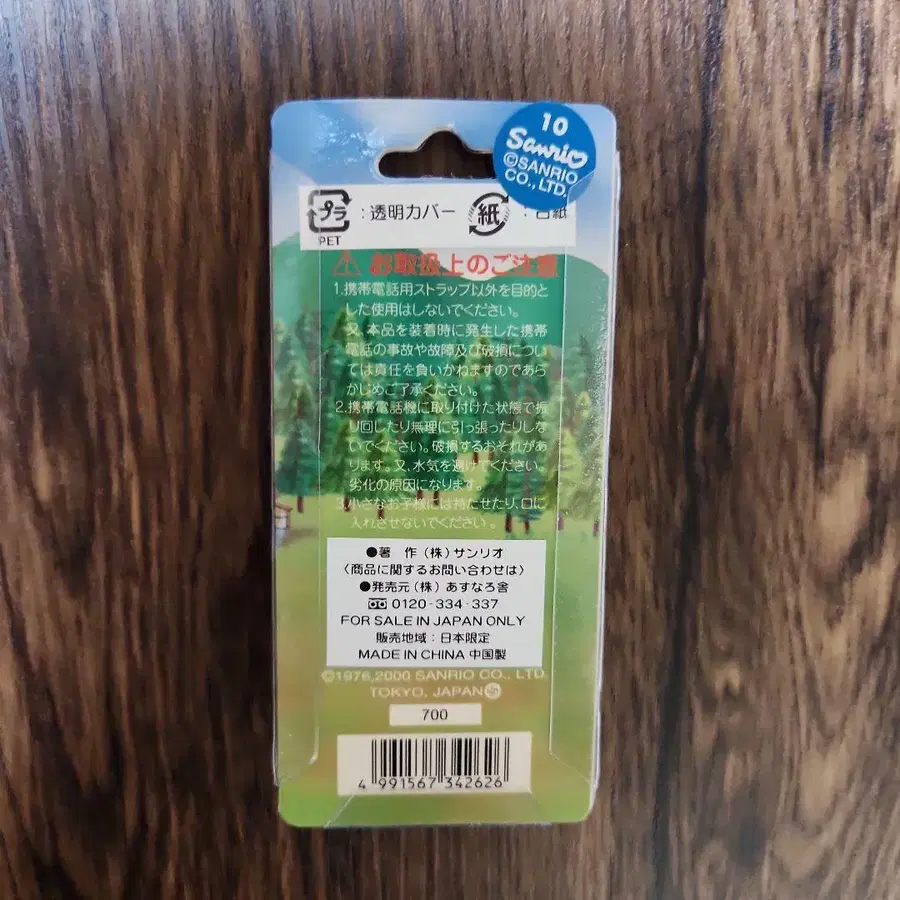 10
Sanrio
©SANRIO
CO., LTD.
プラ : 透明カバー 紙 : 台紙
PET
お取扱上のご注意
1.携帯電話用ストラップ以外を目的と
した使用はしないでください。
又、本品を装着時に発生した携帯
電話の事故や故障及び破損につい
ては責任を負いかねますのであら
かじめご了承ください。
2.携帯電話機に取り付けた状態で振
り回したり無理に引っ張ったりしな
いでください。破損するおそれがあ
ります。又、水気を避けてください。
劣化の原因になります。
3.小さなお子様には持たせたり、口に
入れさせないでください。
●著 作 (株) サンリオ
〈商品に関するお問い合わせは〉
●発売元 (株) あすなろ舎
0120-334-337
FOR SALE IN JAPAN ONLY
販売地域 : 日本限定
MADE IN CHINA 中国製
©1976,2000 SANRIO CO., LTD.
TOKYO, JAPAN
700
4 991567 342626